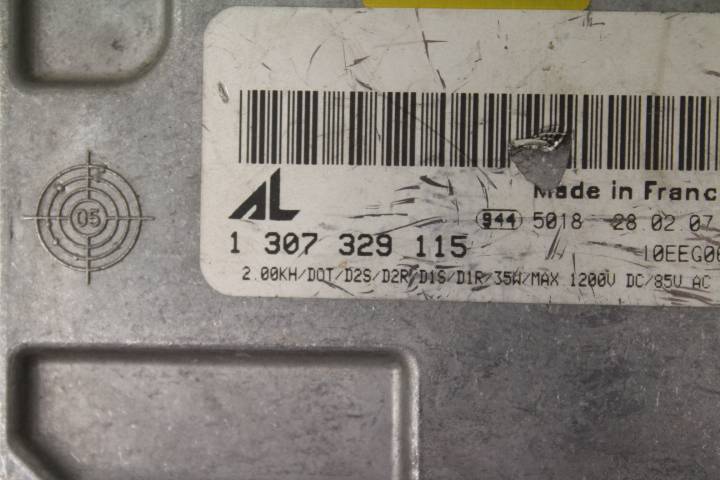 AL
Made in Franc
944 5018 28 02 07
1 307 329 115
10EEG00
2.00KH/DOT/D2S/D2R/D1S/D1R/35W/MAX 1200V DC/85V AC
05